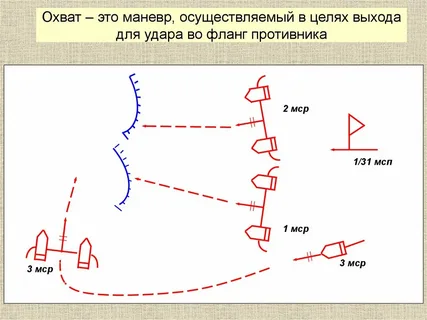 Охват – это маневр, осуществляемый в целях выхода
для удара во фланг противника
2 мср
1/31 мсп
1 мср
3 мср
3 мср